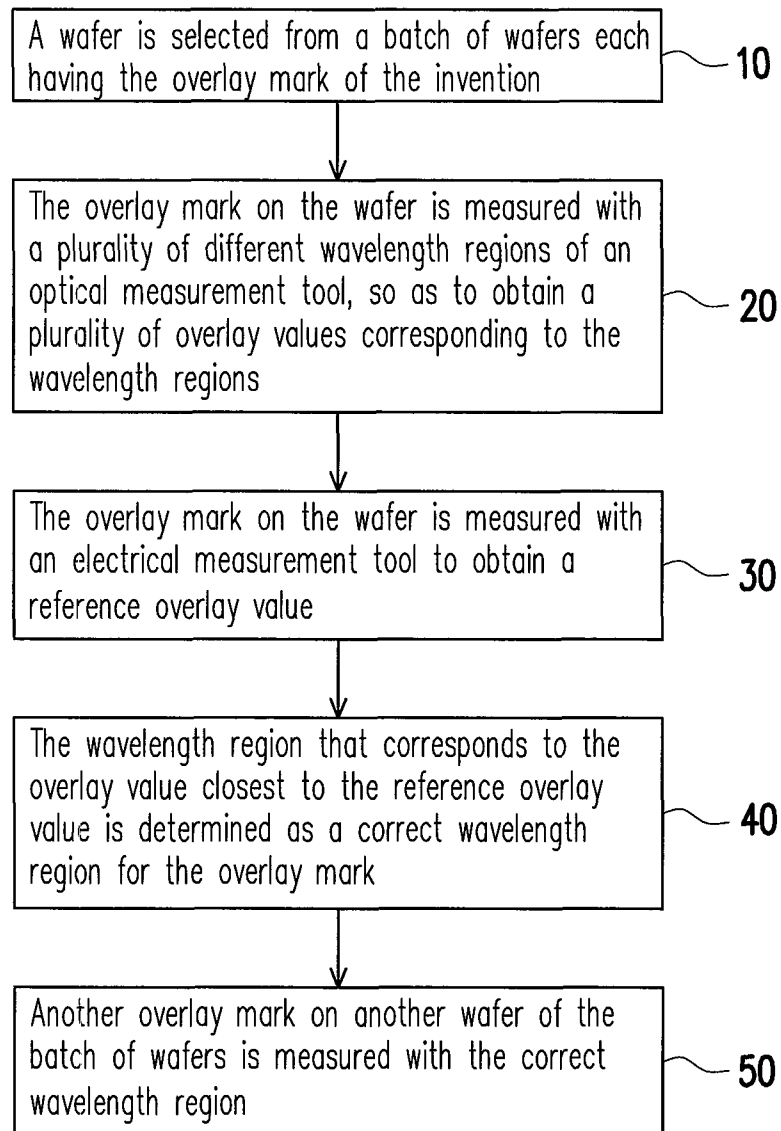 A wafer is selected from a batch of wafers each
having the overlay mark of the invention
10
The overlay mark on the wafer is measured with
a plurality of different wavelength regions of an
optical measurement tool, so as to obtain a
plurality of overlay values corresponding to the
wavelength regions
20
The overlay mark on the wafer is measured with
an electrical measurement tool to obtain a
reference overlay value
30
The wavelength region that corresponds to the
overlay value closest to the reference overlay
value is determined as a correct wavelength
region for the overlay mark
40
Another overlay mark on another wafer of the
batch of wafers is measured with the correct
wavelength region
50